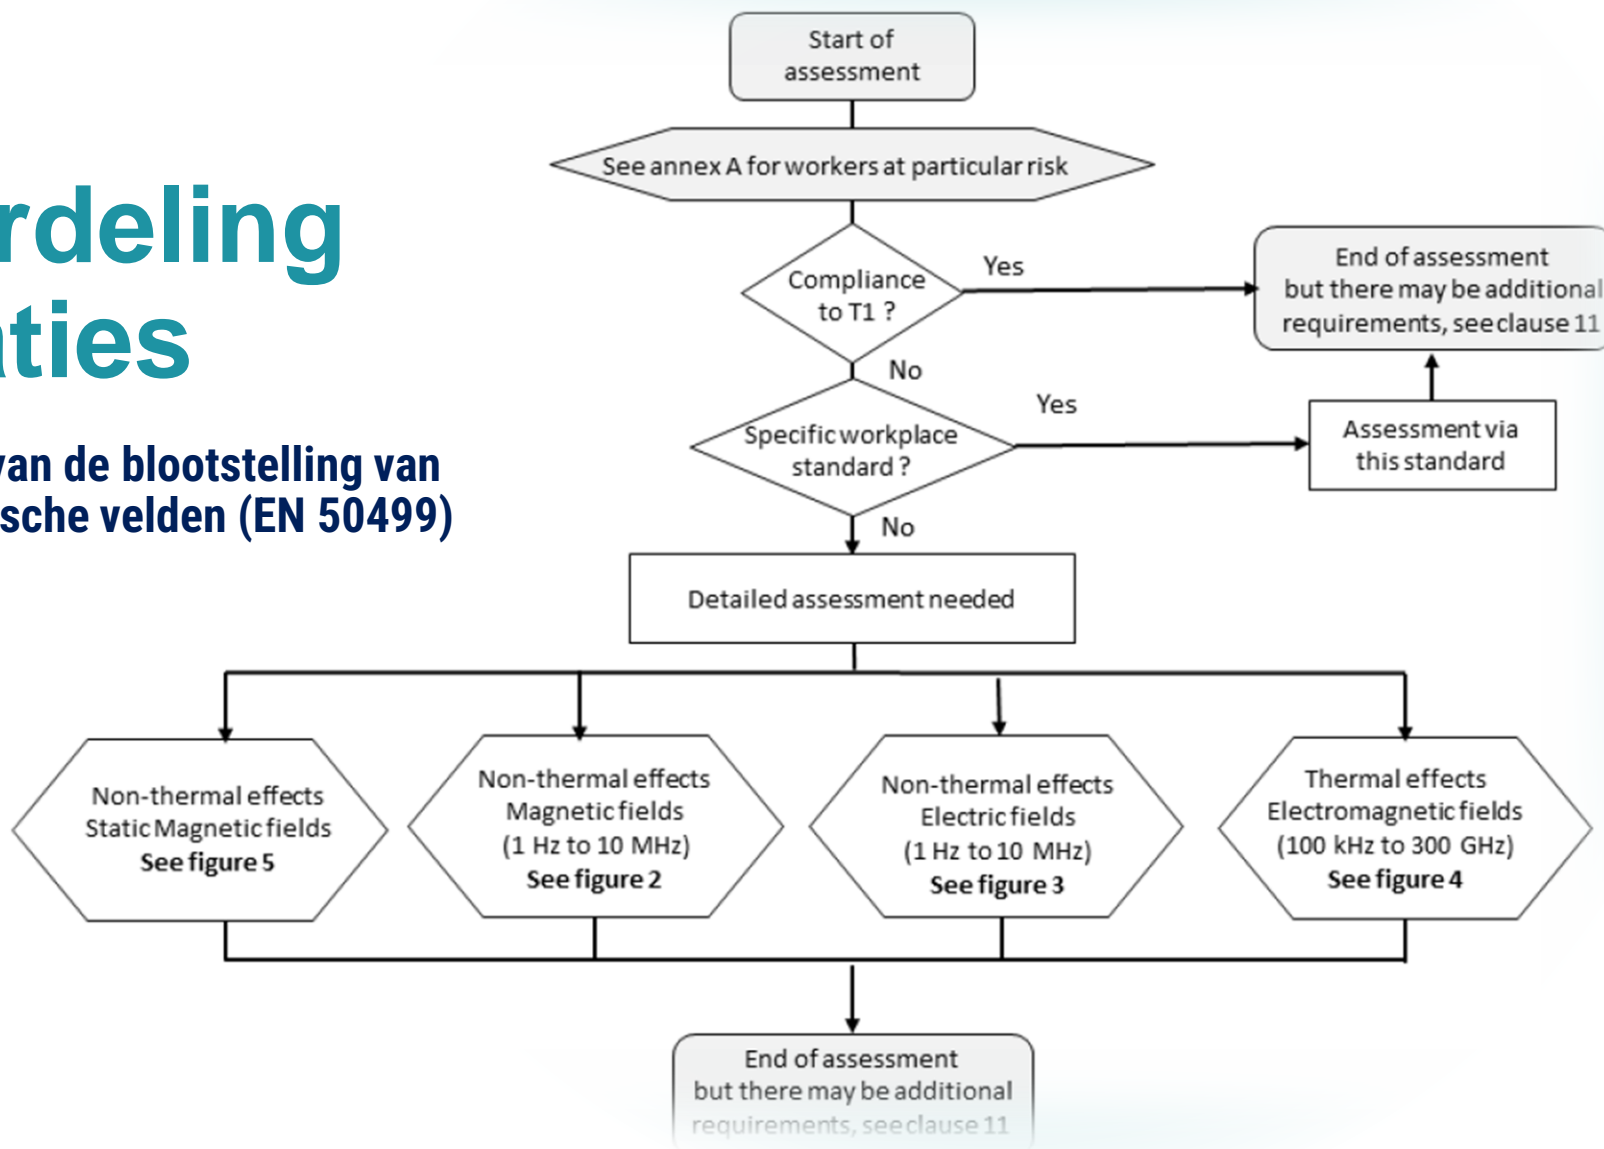 rdeling
ties
van de blootstelling van
sche velden (EN 50499)
Start of
assessment
See annex A for workers at particular risk
Compliance
to T1 ?
Yes
End of assessment
but there may be additional
requirements, see clause 11
No
Specific workplace
standard ?
Yes
Assessment via
this standard
No
Detailed assessment needed
Non-thermal effects
Static Magnetic fields
See figure 5
Non-thermal effects
Magnetic fields
(1 Hz to 10 MHz)
See figure 2
Non-thermal effects
Electric fields
(1 Hz to 10 MHz)
See figure 3
Thermal effects
Electromagnetic fields
(100 kHz to 300 GHz)
See figure 4
End of assessment
but there may be additional
requirements, see clause 11